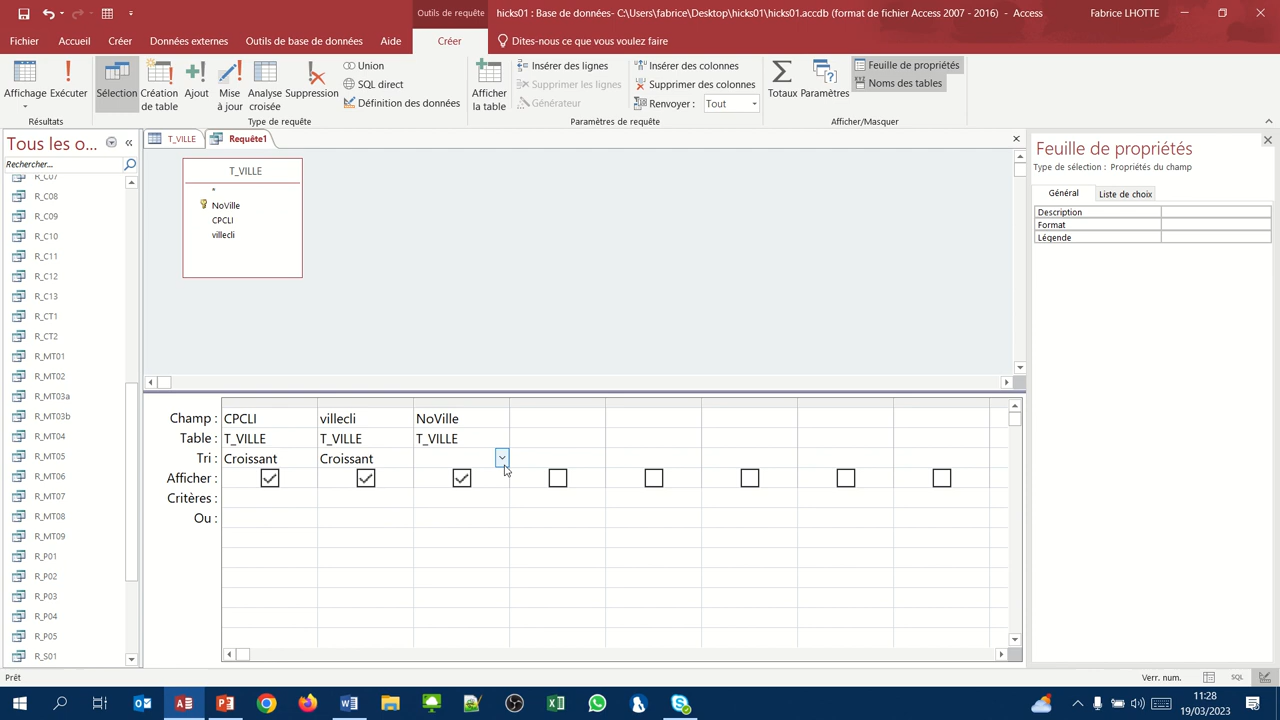 Outils de requête
hicks01 : Base de données- C:\Users\fabrice\Desktop\hicks01\hicks01.accdb (format de fichier Access 2007 - 2016) - Access
Fabrice LHOTTE
Fichier Accueil Créer Données externes Outils de base de données Aide Créer Dites-nous ce que vous voulez faire
Affichage Exécuter
Résultats
Sélection Création de table Ajout Mise à jour Analyse croisée Suppression
Union
SQL direct
Définition des données
Type de requête
Afficher la table
Insérer des lignes
Supprimer les lignes
Générateur
Insérer des colonnes
Supprimer des colonnes
Renvoyer : Tout
Paramètres de requête
Totaux Paramètres
Feuille de propriétés
Noms des tables
Afficher/Masquer
Tous les o...
Rechercher...
R_C07
R_C08
R_C09
R_C10
R_C11
R_C12
R_C13
R_CT1
R_CT2
R_MT01
R_MT02
R_MT03a
R_MT03b
R_MT04
R_MT05
R_MT06
R_MT07
R_MT08
R_MT09
R_P01
R_P02
R_P03
R_P04
R_P05
R_S01
T_VILLE Requête1
T_VILLE
*
NoVille
CPCLI
villecli
Champ : CPCLI villecli NoVille
Table : T_VILLE T_VILLE T_VILLE
Tri : Croissant Croissant
Afficher :
Critères :
Ou :
Feuille de propriétés
Type de sélection : Propriétés du champ
Général Liste de choix
Description
Format
Légende
Prêt
Verr. num.
SQL
11:28
19/03/2023